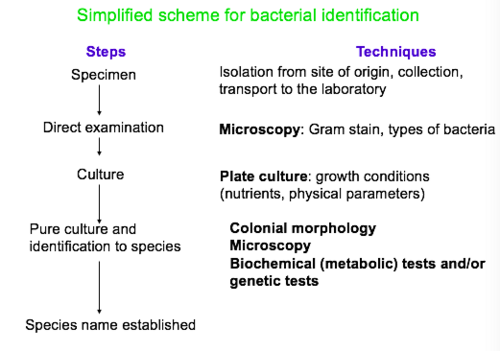 Simplified scheme for bacterial identification
Steps
Techniques
Specimen
Isolation from site of origin, collection,
transport to the laboratory
Direct examination
Microscopy: Gram stain, types of bacteria
Culture
Plate culture: growth conditions
(nutrients, physical parameters)
Pure culture and
identification to species
Colonial morphology
Microscopy
Biochemical (metabolic) tests and/or
genetic tests
Species name established